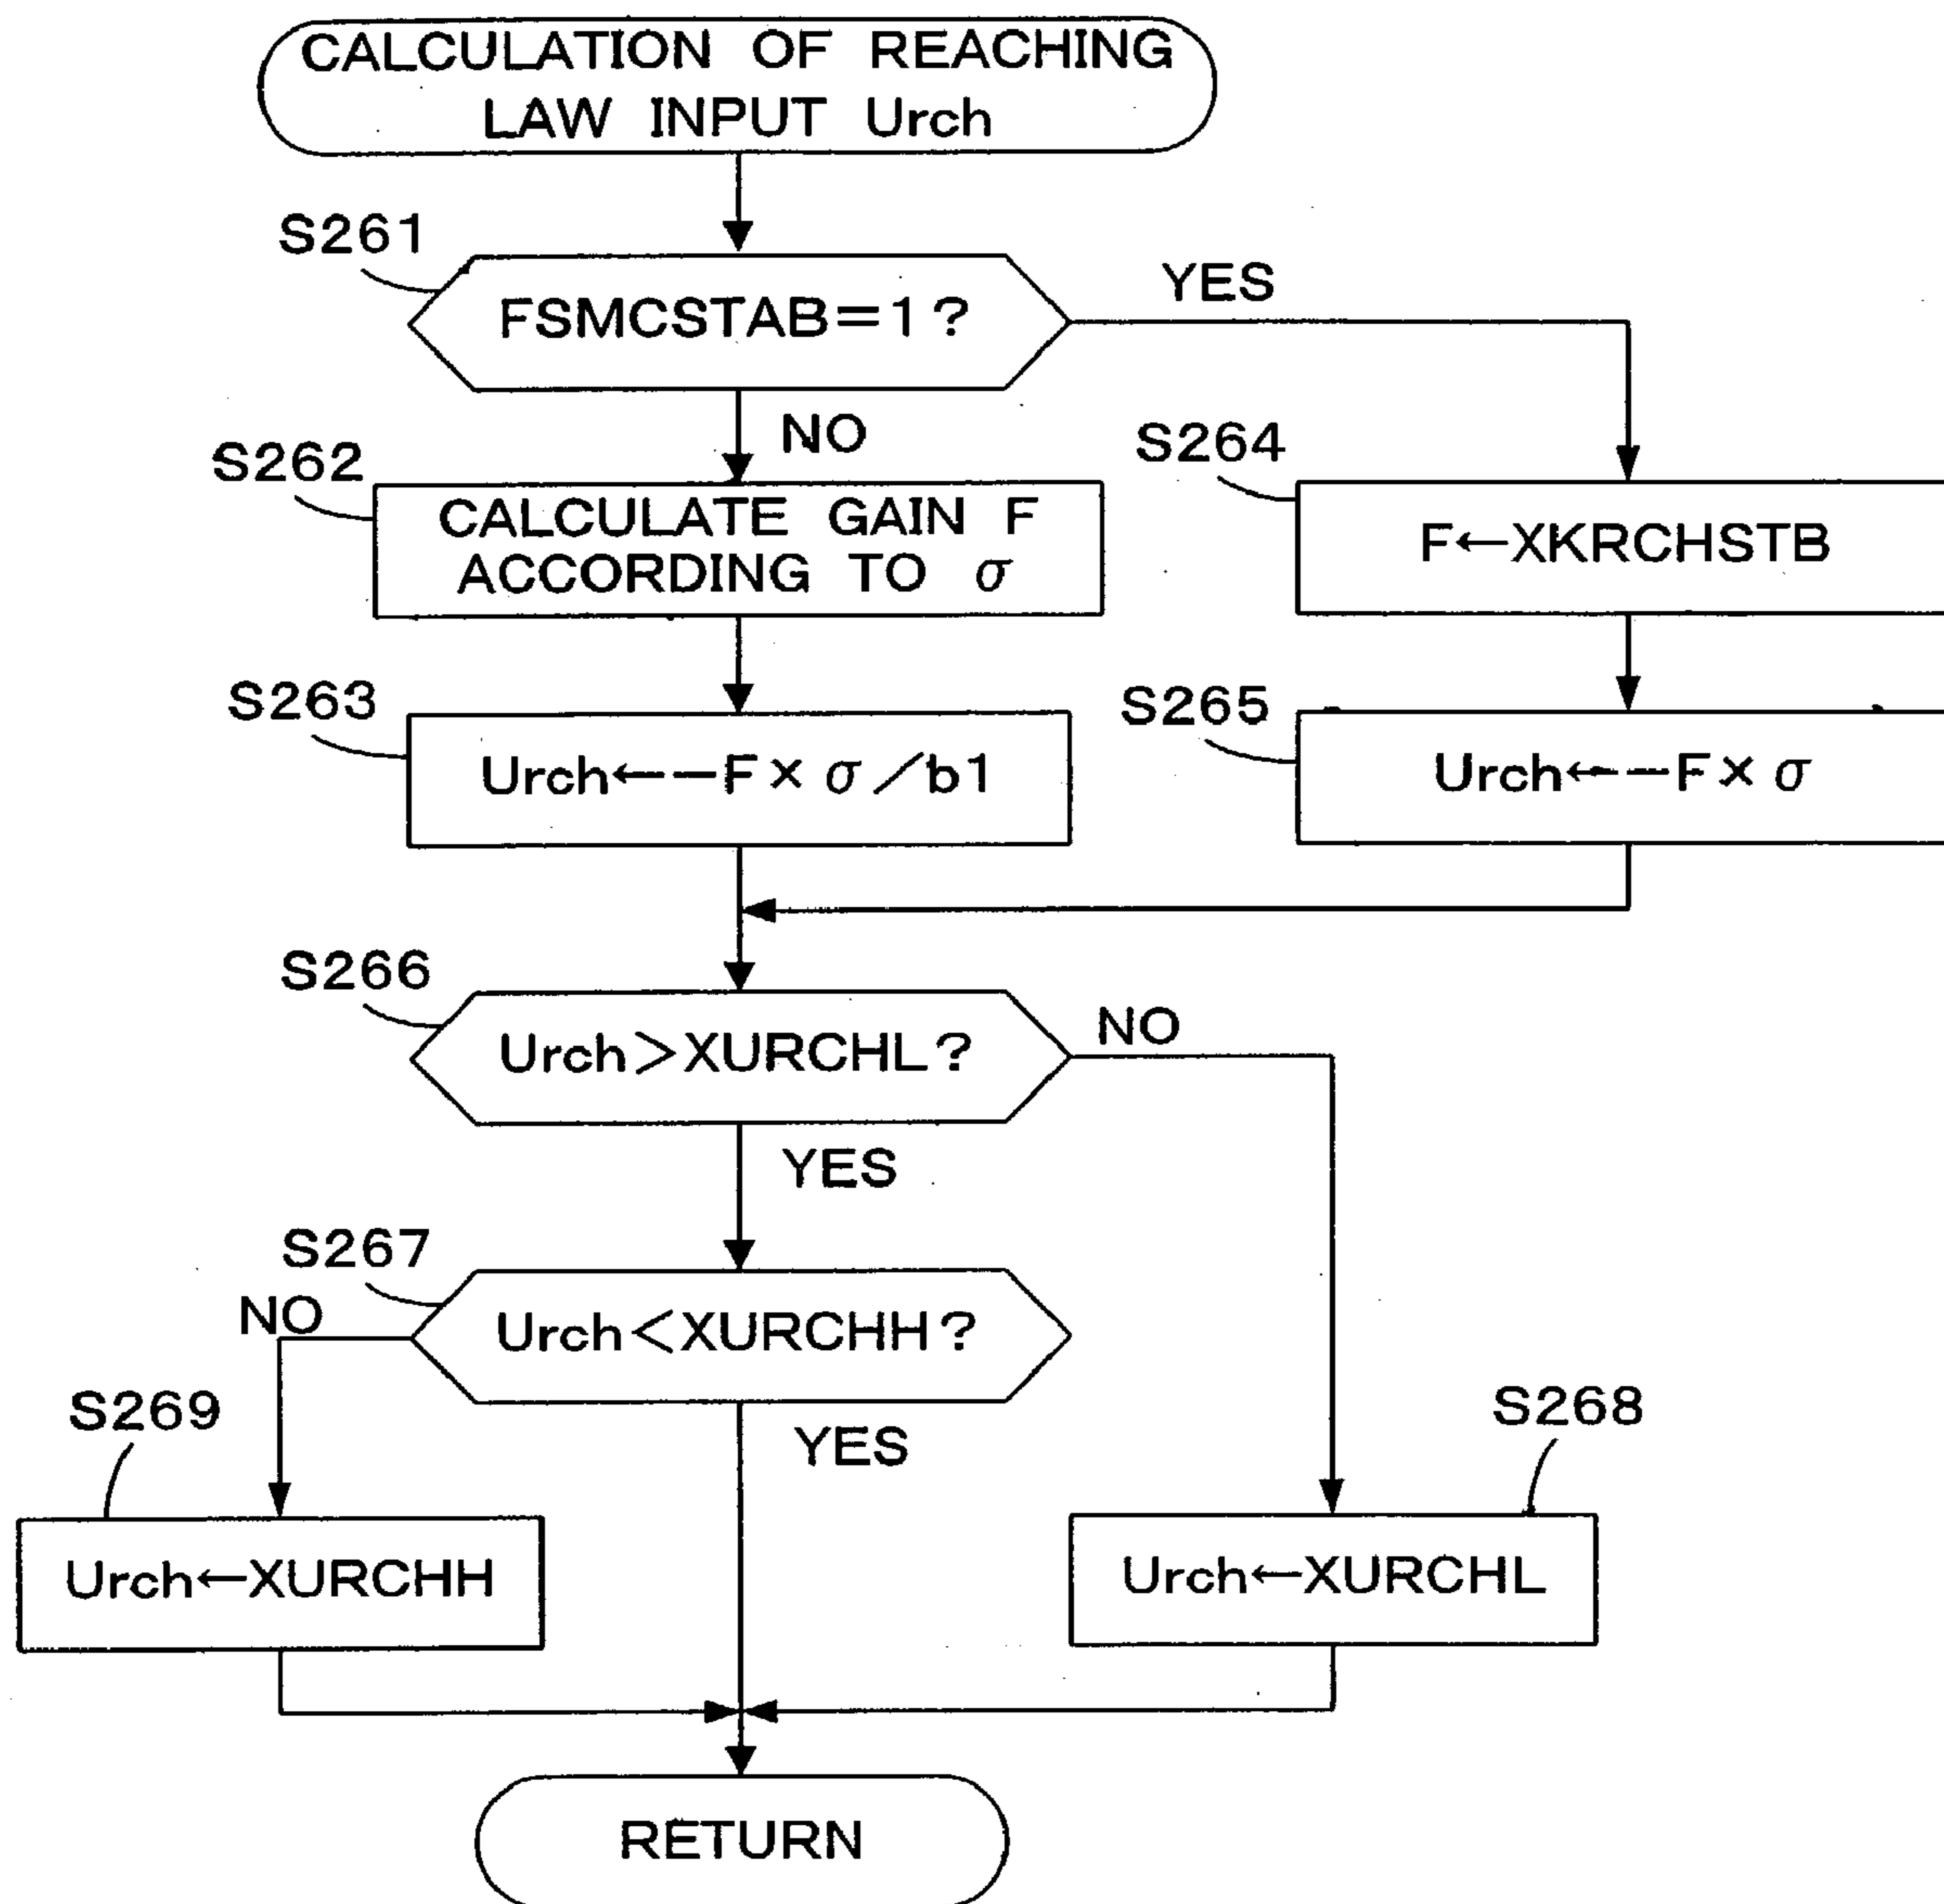 CALCULATION OF REACHING
LAW INPUT Urch
S261
FSMCSTAB=1?
YES
NO
S262
CALCULATE GAIN F
ACCORDING TO σ
S264
F←XKRCHSTB
S263
Urch←−F×σ/b1
S265
Urch←−F×σ
S266
Urch>XURCHL?
NO
YES
S267
Urch<XURCHH?
NO
YES
S269
Urch←XURCHH
S268
Urch←XURCHL
RETURN